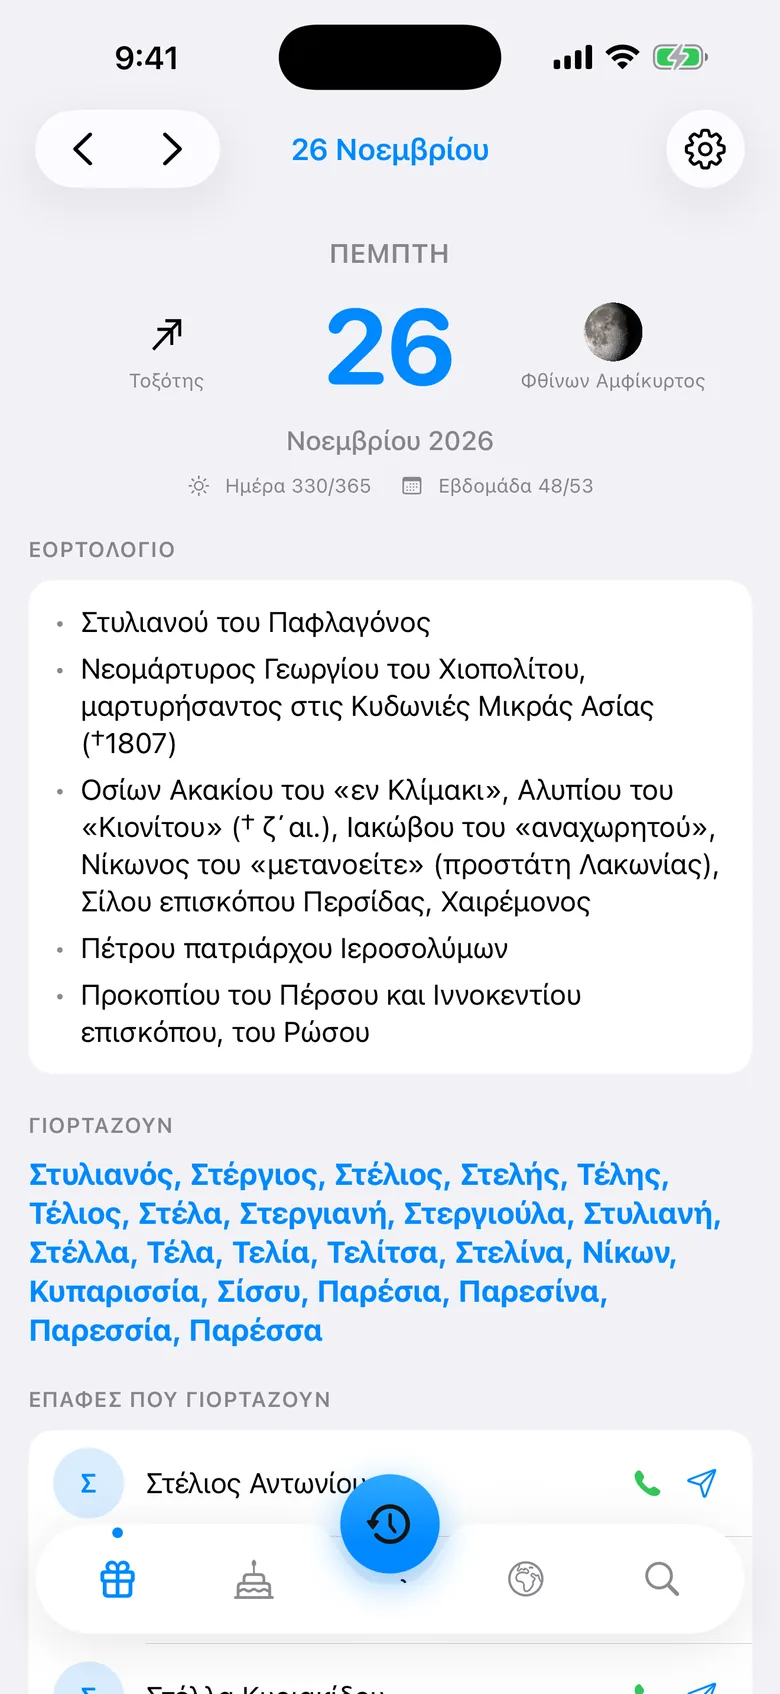 9:41
26 Νοεμβρίου
ΠΕΜΠΤΗ
26
Τοξότης
Φθίνων Αμφίκυρτος
Νοεμβρίου 2026
Ημέρα 330/365 Εβδομάδα 48/53
ΕΟΡΤΟΛΟΓΙΟ
• Στυλιανού του Παφλαγόνος
• Νεομάρτυρος Γεωργίου του Χιοπολίτου,
μαρτυρήσαντος στις Κυδωνιές Μικράς Ασίας
(†1807)
• Οσίων Ακακίου του «εν Κλίμακι», Αλυπίου του
«Κιονίτου» († ζ΄αι.), Ιακώβου του «αναχωρητού»,
Νίκωνος του «μετανοείτε» (προστάτη Λακωνίας),
Σίλου επισκόπου Περσίδας, Χαιρέμονος
• Πέτρου πατριάρχου Ιεροσολύμων
• Προκοπίου του Πέρσου και Ιννοκεντίου
επισκόπου, του Ρώσου
ΓΙΟΡΤΑΖΟΥΝ
Στυλιανός, Στέργιος, Στέλιος, Στελής, Τέλης,
Τέλιος, Στέλα, Στεργιανή, Στεργιούλα, Στυλιανή,
Στέλλα, Τέλα, Τελία, Τελίτσα, Στελίνα, Νίκων,
Κυπαρισσία, Σίσσυ, Παρέσια, Παρεσίνα,
Παρεσσία, Παρέσσα
ΕΠΑΦΕΣ ΠΟΥ ΓΙΟΡΤΑΖΟΥΝ
Σ Στέλιος Αντωνίου
Σ Στέλλα Κυριακίδου